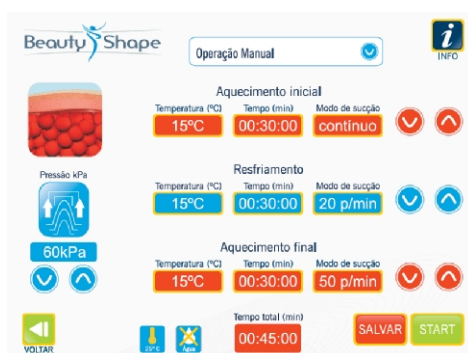 Beauty Shape
Operação Manual
INFO
Aquecimento inicial
Temperatura (ºC) Tempo (min) Modo de sucção
15ºC 00:30:00 contínuo
Pressão kPa
60kPa
Resfriamento
Temperatura (ºC) Tempo (min) Modo de sucção
15ºC 00:30:00 20 p/min
Aquecimento final
Temperatura (ºC) Tempo (min) Modo de sucção
15ºC 00:30:00 50 p/min
VOLTAR
25º C
Água
Tempo total (min)
00:45:00
SALVAR
START